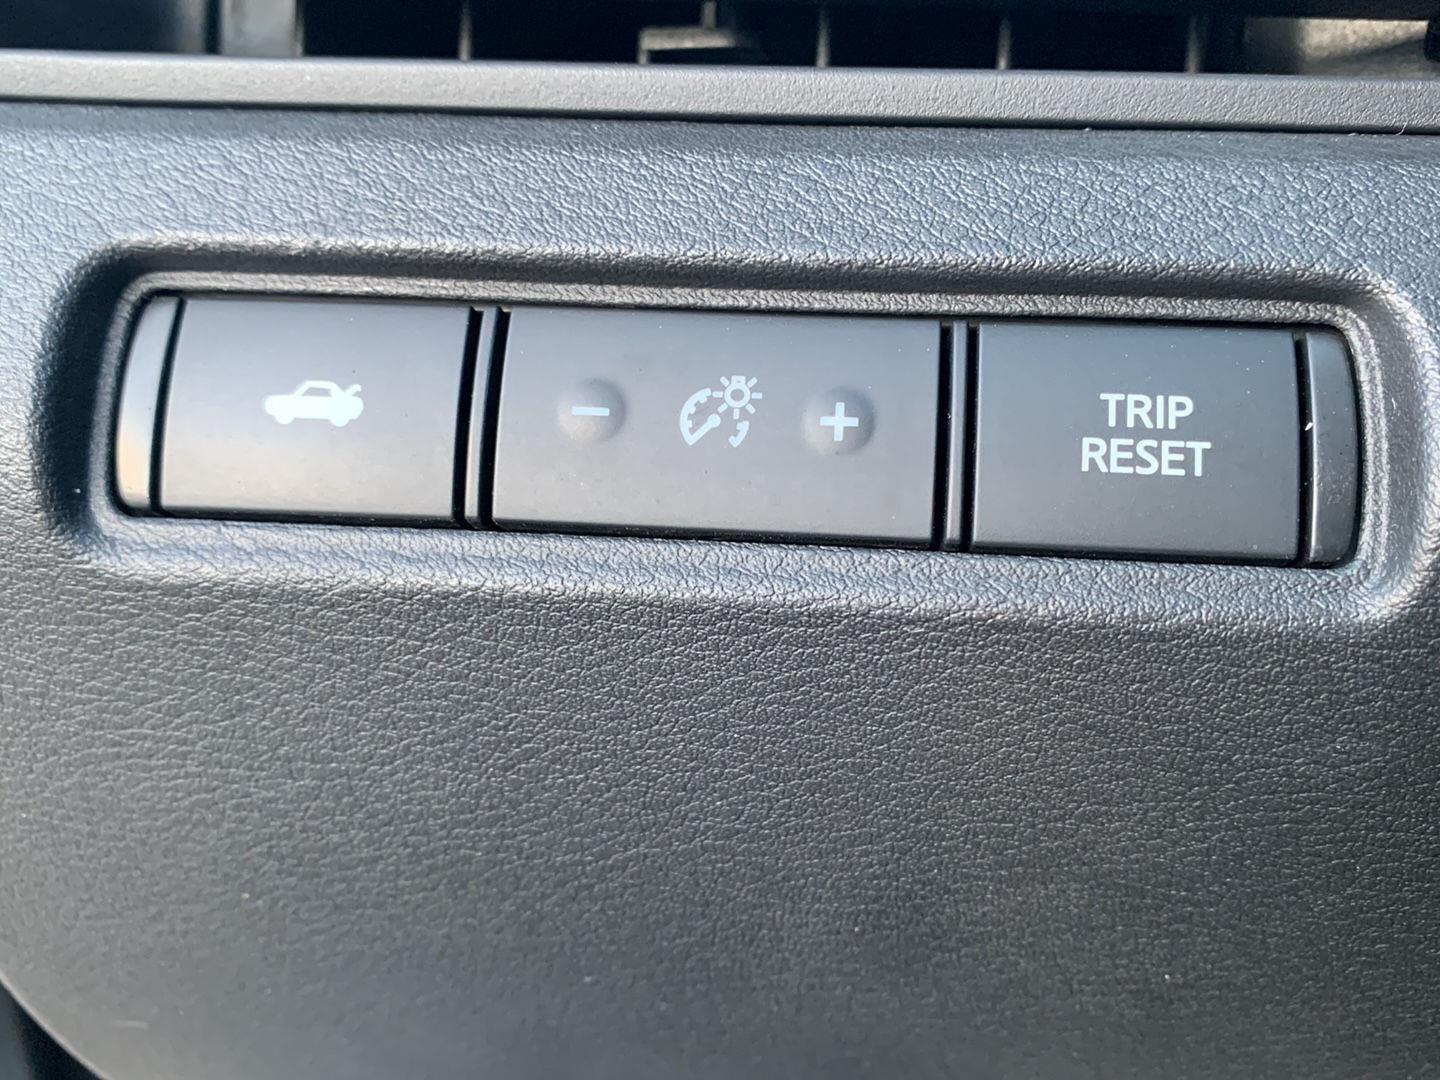 − +
TRIP
RESET